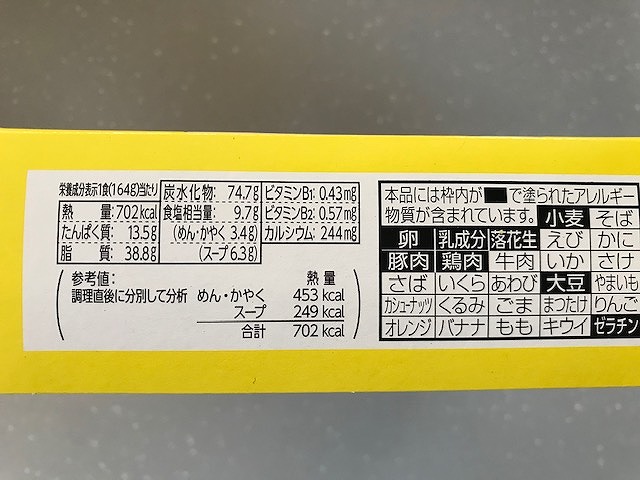 栄養成分表示1食(164g)当たり
熱量:702kcal
たんぱく質:13.5g
脂質:38.8g
炭水化物:74.7g
食塩相当量:9.7g
(めん・かやく3.4g)
(スープ6.3g)
ビタミンB1:0.43mg
ビタミンB2:0.57mg
カルシウム:244mg
参考値:
調理直後に分別して分析
熱量
めん・かやく 453 kcal
スープ 249 kcal
合計 702 kcal
本品には枠内が■で塗られたアレルギー
物質が含まれています。 小麦 そば
卵 乳成分 落花生 えび かに
豚肉 鶏肉 牛肉 いか さけ
さば いくら あわび 大豆 やまいも
カシューナッツ くるみ ごま まつたけ りんご
オレンジ バナナ もも キウイ ゼラチン